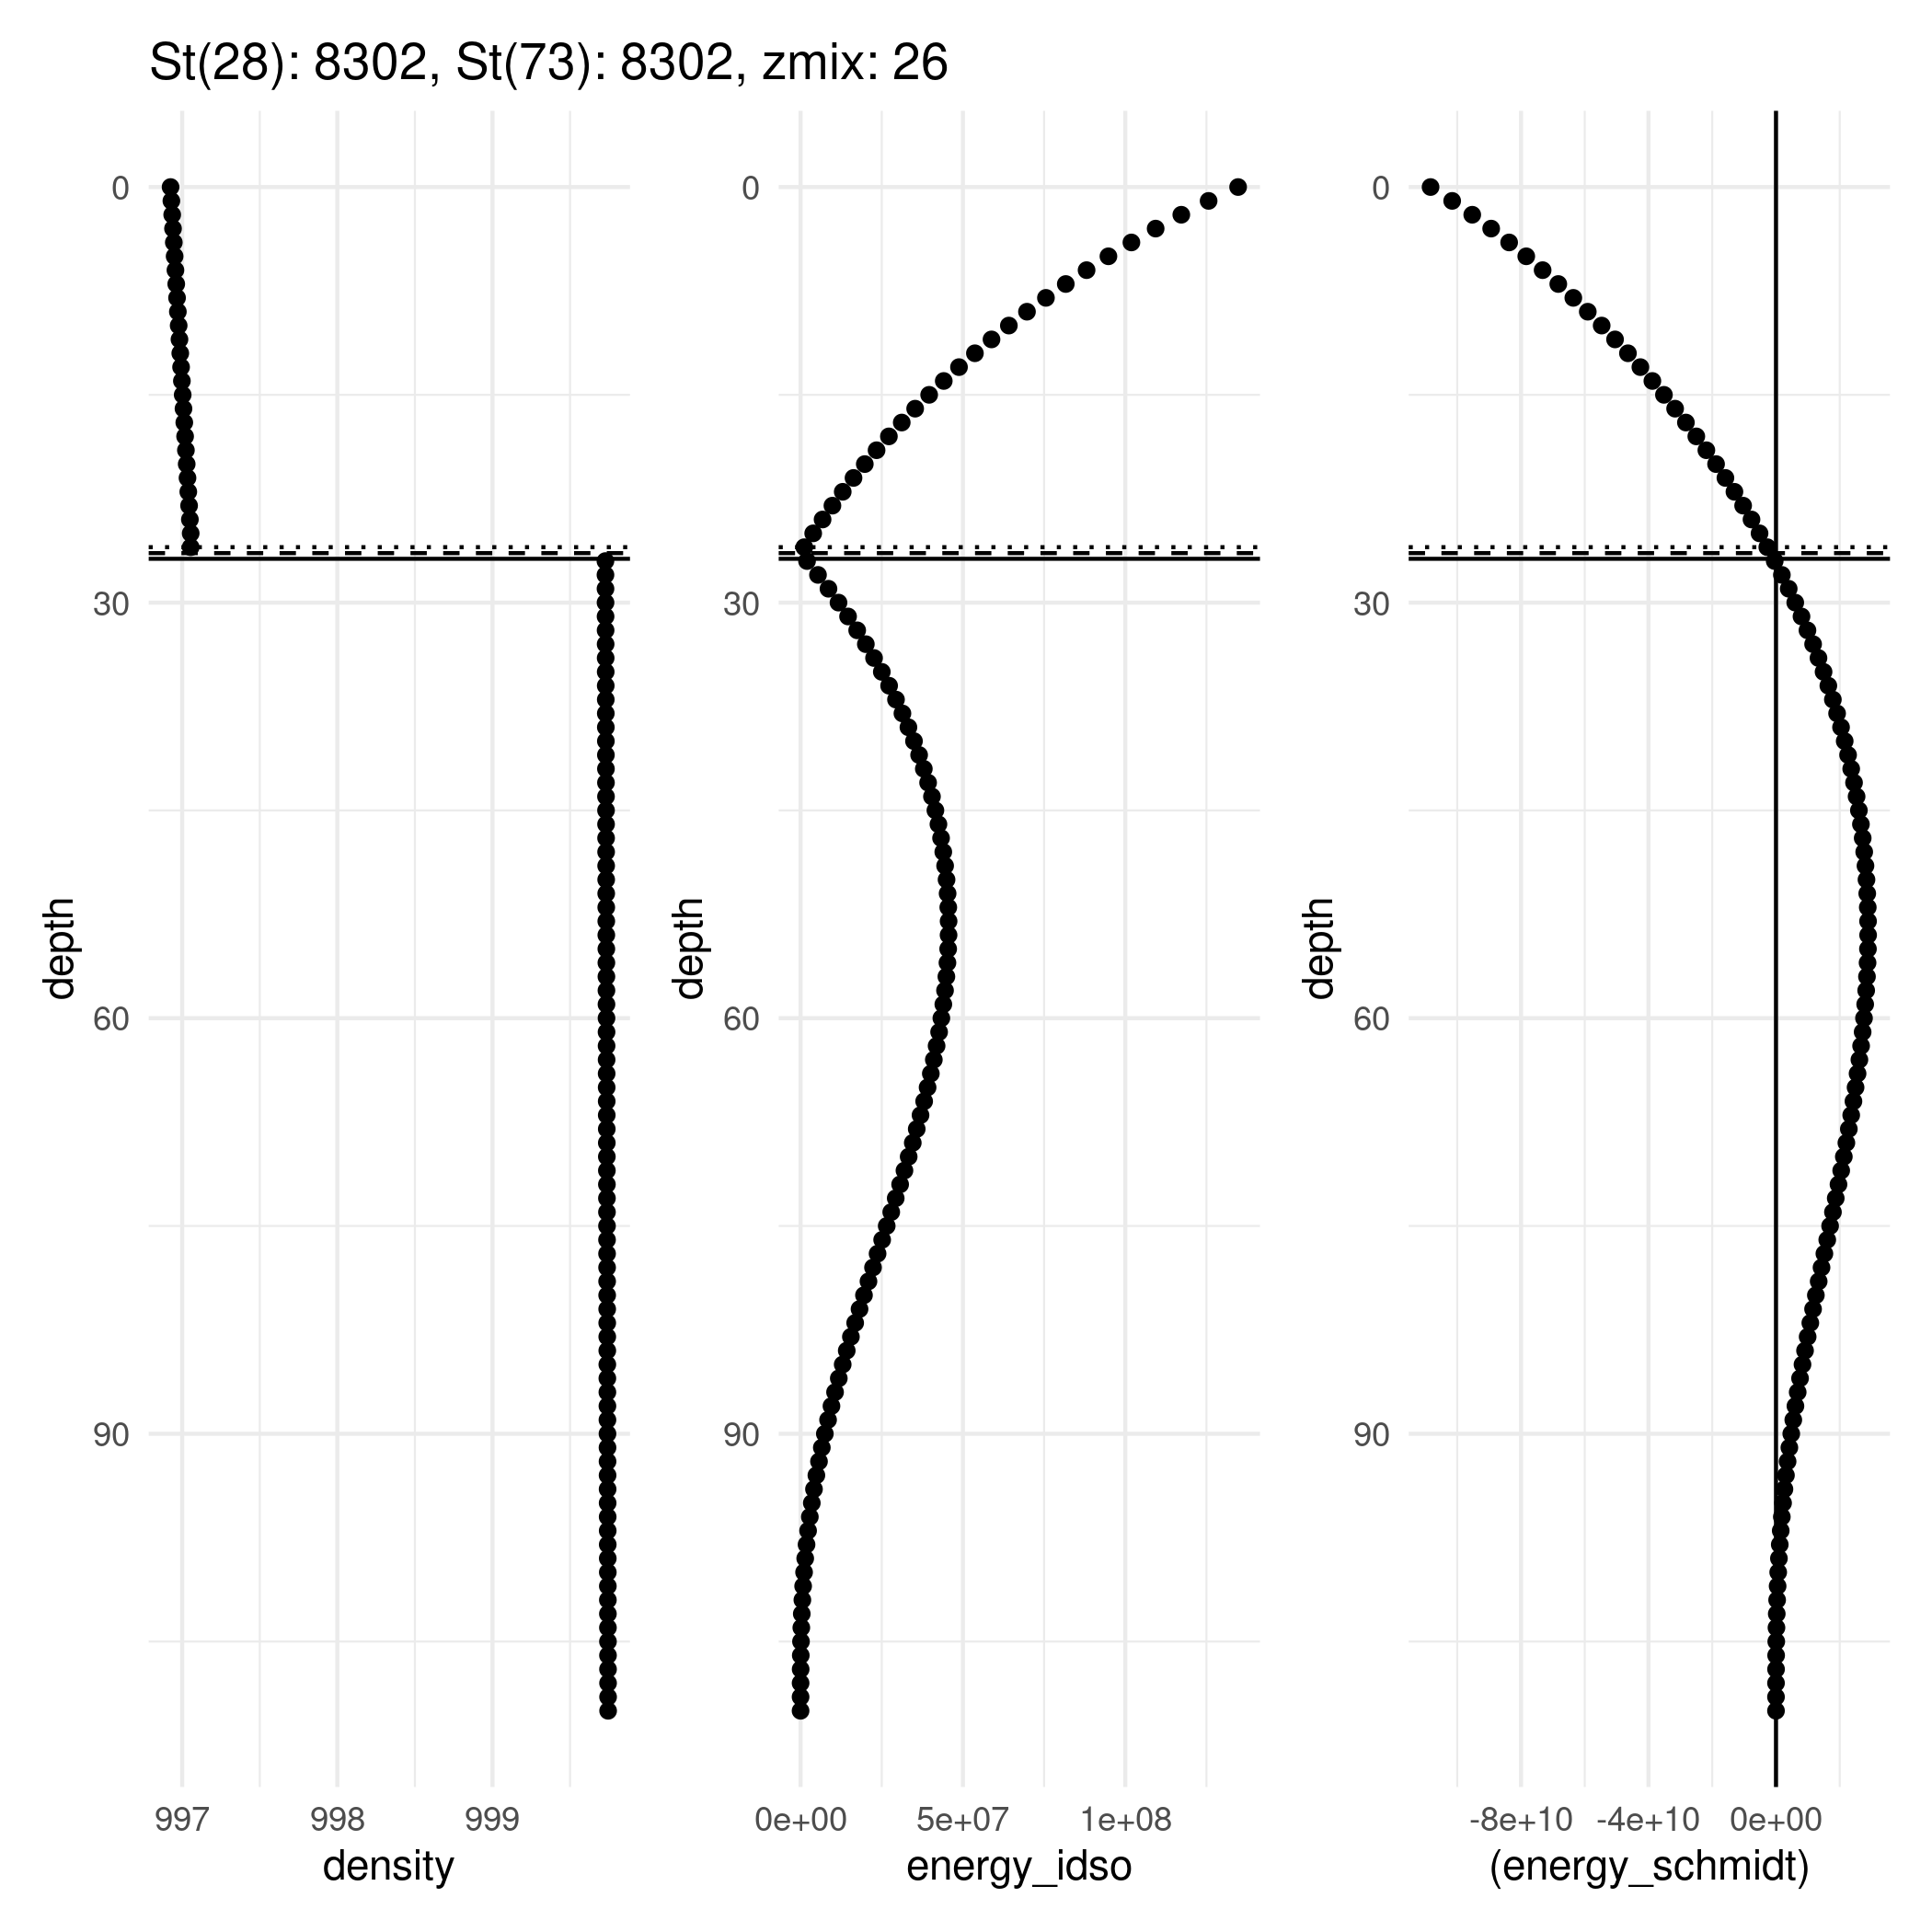 St(28): 8302, St(73): 8302, zmix: 26
0
30
60
90
depth
997 998 999
density
0
30
60
90
depth
0e+00 5e+07 1e+08
energy_idso
0
30
60
90
depth
-8e+10 -4e+10 0e+00
(energy_schmidt)